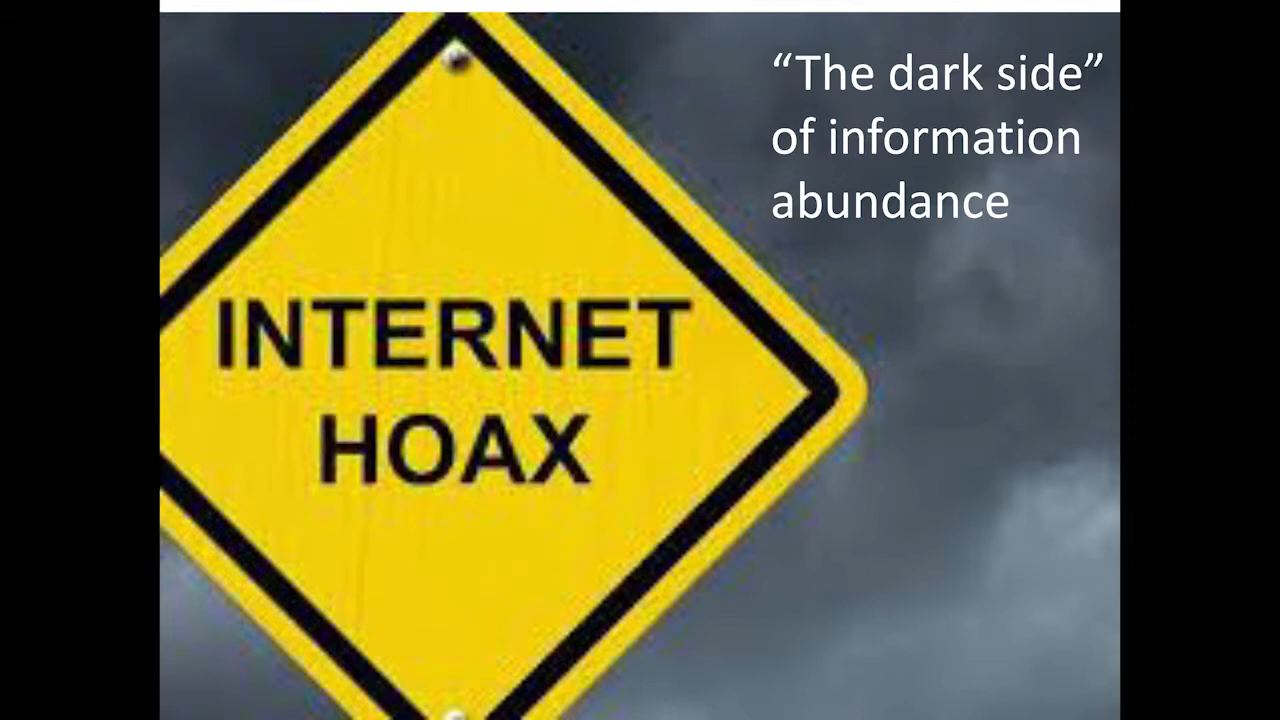 “The dark side”
of information
abundance
INTERNET
HOAX